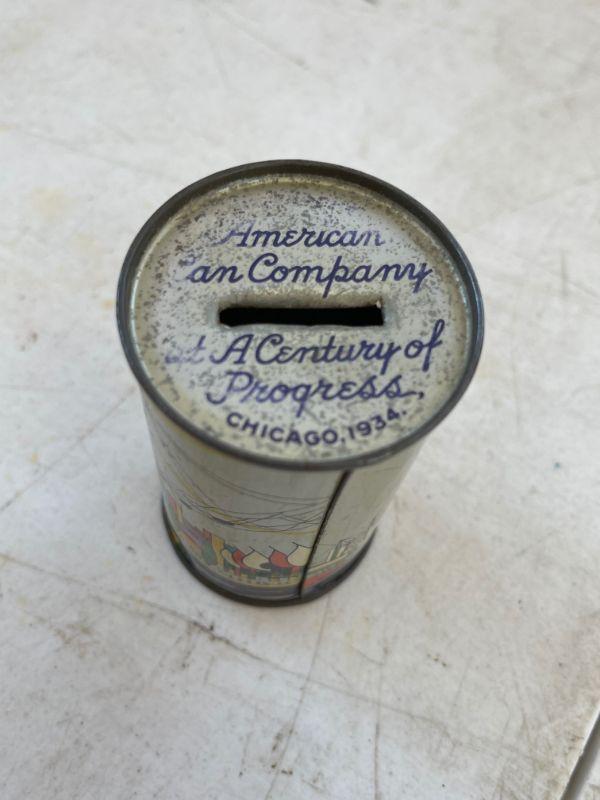 American
Can Company
at A Century of
Progress,
CHICAGO, 1934.